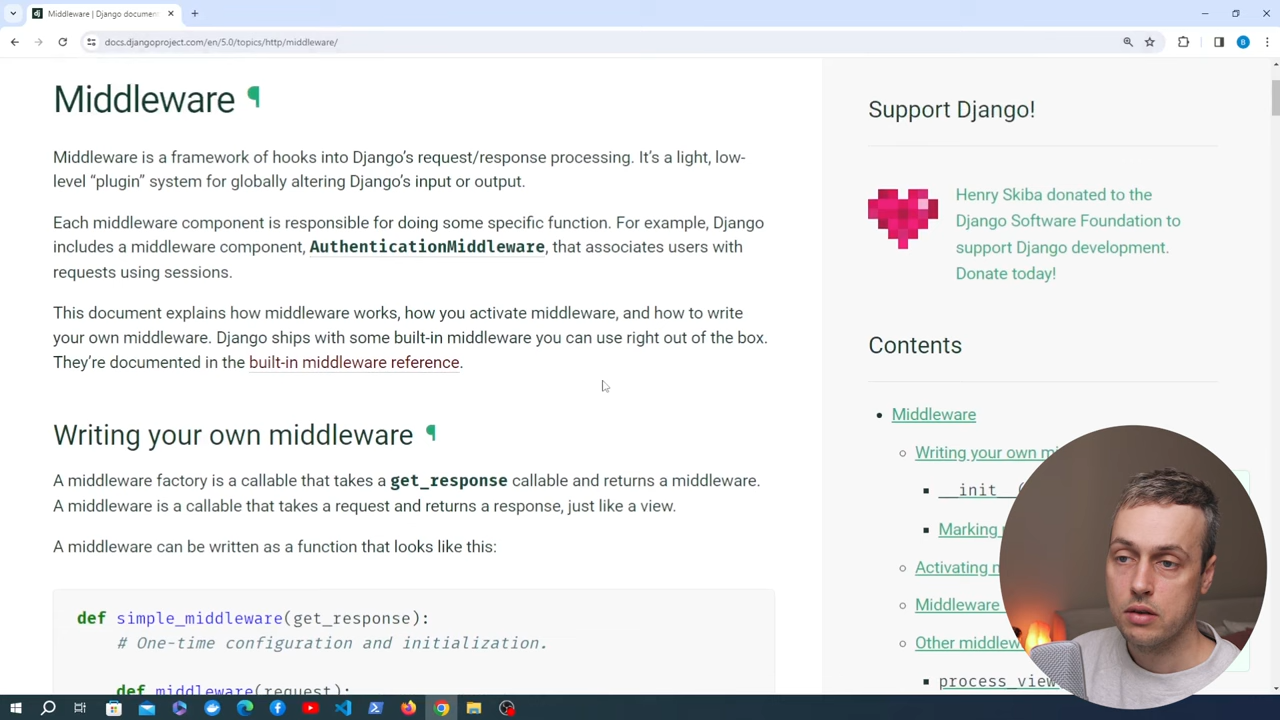 Middleware | Django documen
docs.djangoproject.com/en/5.0/topics/http/middleware/
B
Middleware ¶
Middleware is a framework of hooks into Django’s request/response processing. It’s a light, low-
level “plugin” system for globally altering Django’s input or output.
Each middleware component is responsible for doing some specific function. For example, Django
includes a middleware component, AuthenticationMiddleware, that associates users with
requests using sessions.
This document explains how middleware works, how you activate middleware, and how to write
your own middleware. Django ships with some built-in middleware you can use right out of the box.
They’re documented in the built-in middleware reference.
Writing your own middleware ¶
A middleware factory is a callable that takes a get_response callable and returns a middleware.
A middleware is a callable that takes a request and returns a response, just like a view.
A middleware can be written as a function that looks like this:
def simple_middleware(get_response):
# One-time configuration and initialization.
def middleware(request):
Support Django!
Henry Skiba donated to the
Django Software Foundation to
support Django development.
Donate today!
Contents
Middleware
Writing your own mi
__init__(
Marking
Activating m
Middleware
Other middlew
process_view